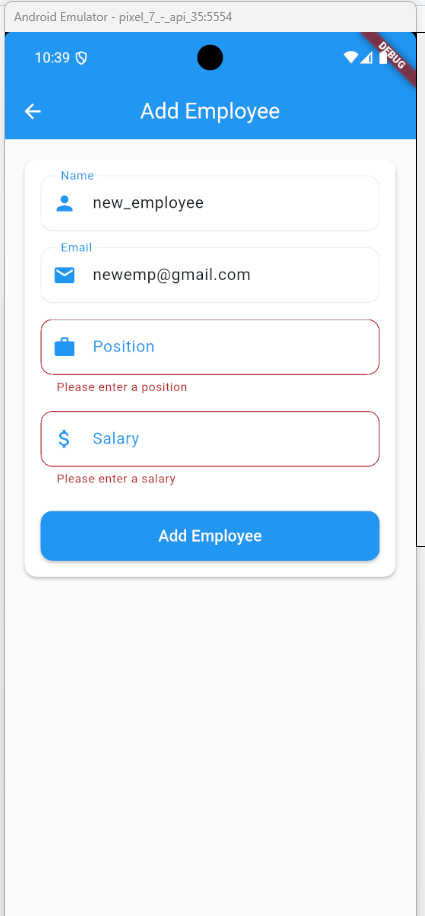 Android Emulator - pixel_7_-_api_35:5554
10:39
DEBUG
Add Employee
Name
new_employee
Email
newemp@gmail.com
Position
Please enter a position
$ Salary
Please enter a salary
Add Employee